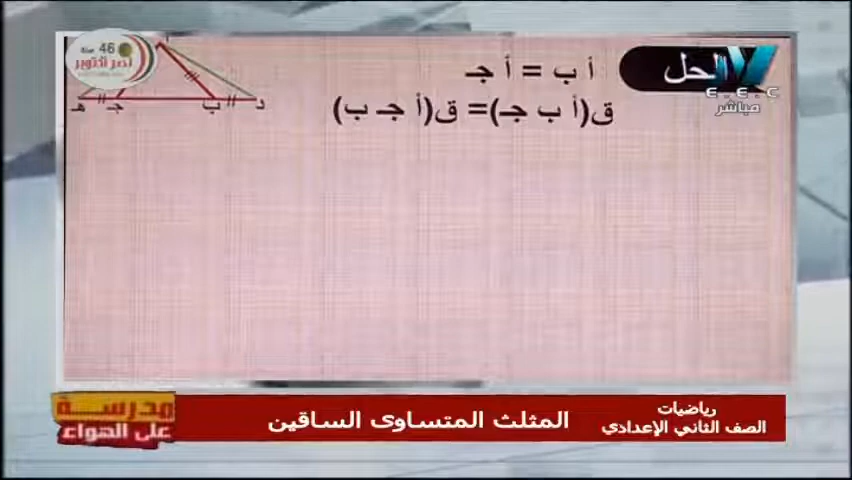 46 سنة
نصر أكتوبر
الحل
E.E.C
مباشر
أ ب = أ جـ
ق(أ ب جـ)= ق(أ جـ ب)
هـ جـ ب د
مدرسة
على الهواء
المثلث المتساوى الساقين
رياضيات
الصف الثاني الإعدادي